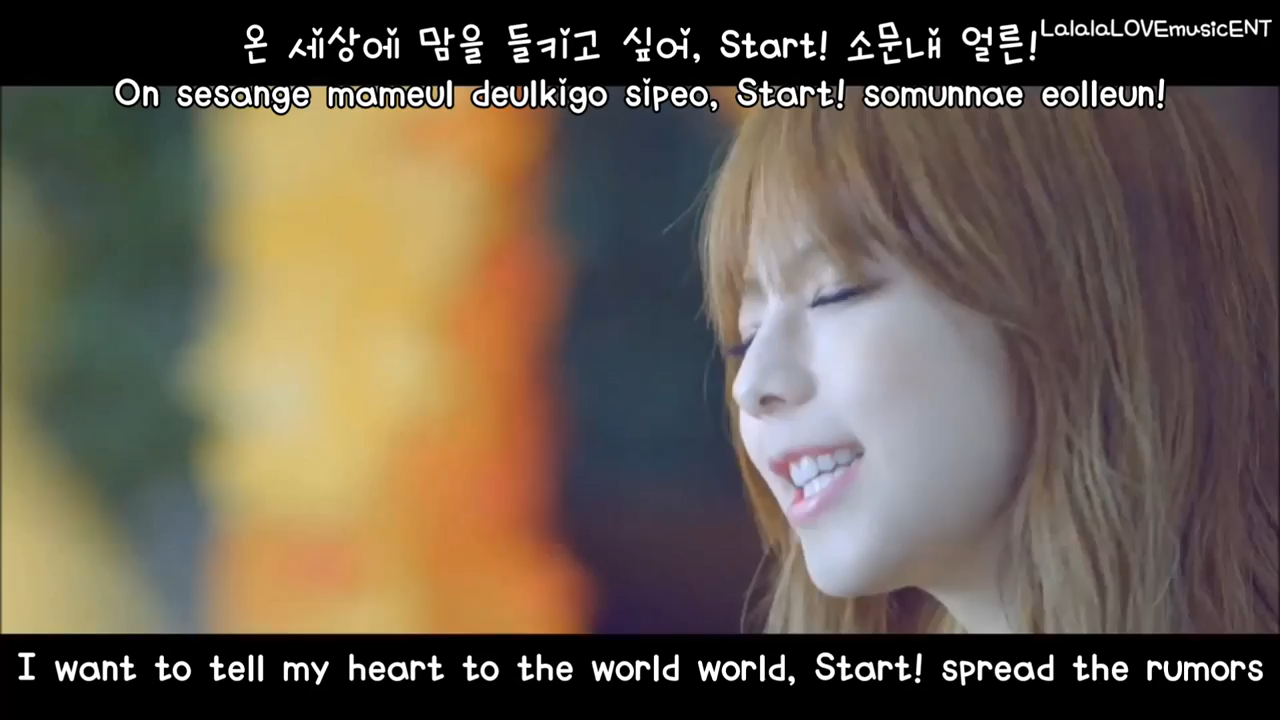 온 세상에 맘을 들키고 싶어, Start! 소문내 얼른!
LalalaLOVEmusicENT
On sesange mameul deulkigo sipeo, Start! somunnae eolleun!
I want to tell my heart to the world world, Start! spread the rumors